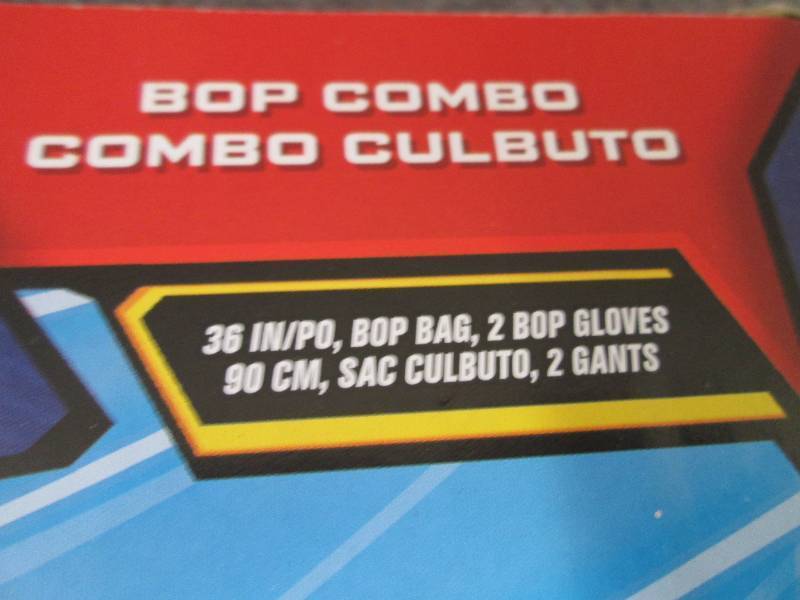 BOP COMBO
COMBO CULBUTO
36 IN/PO, BOP BAG, 2 BOP GLOVES
90 CM, SAC CULBUTO, 2 GANTS